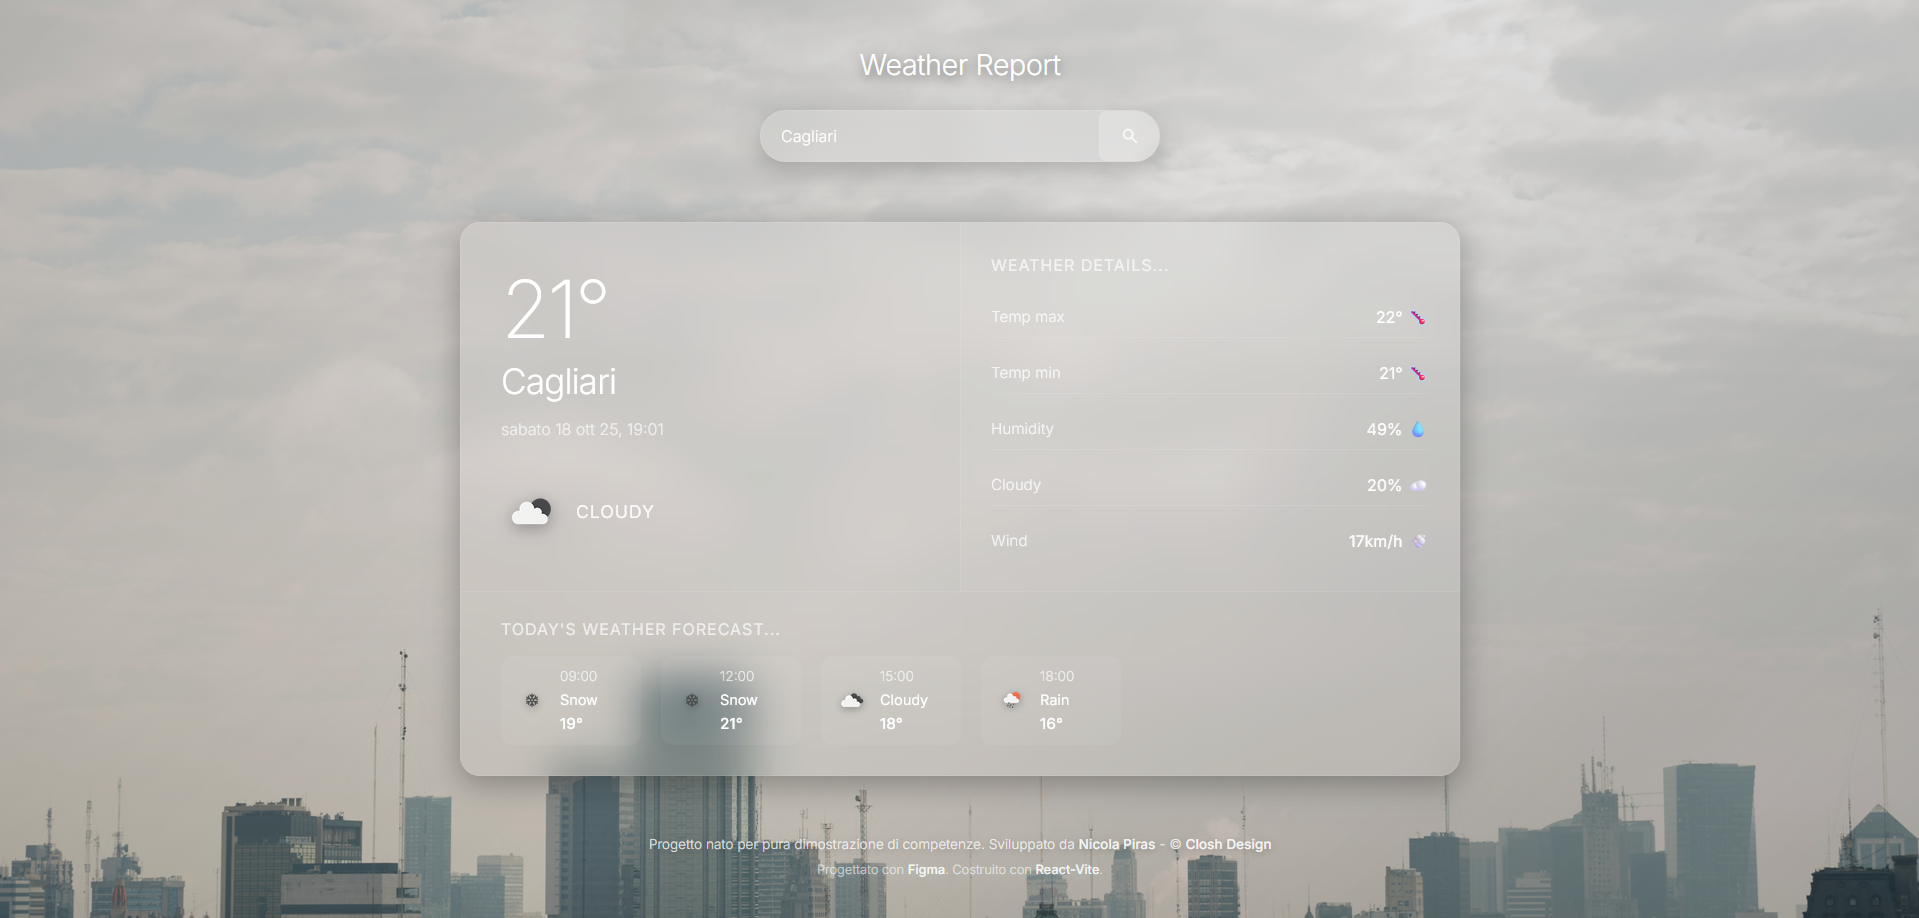 Weather Report
Cagliari
21°
Cagliari
sabato 18 ott 25, 19:01
CLOUDY
WEATHER DETAILS...
Temp max 22°
Temp min 21°
Humidity 49%
Cloudy 20%
Wind 17km/h
TODAY'S WEATHER FORECAST...
09:00
Snow
19°
12:00
Snow
21°
15:00
Cloudy
18°
18:00
Rain
16°
Progetto nato per pura dimostrazione di competenze. Sviluppato da Nicola Piras - © Closh Design
Progettato con Figma. Costruito con React-Vite.